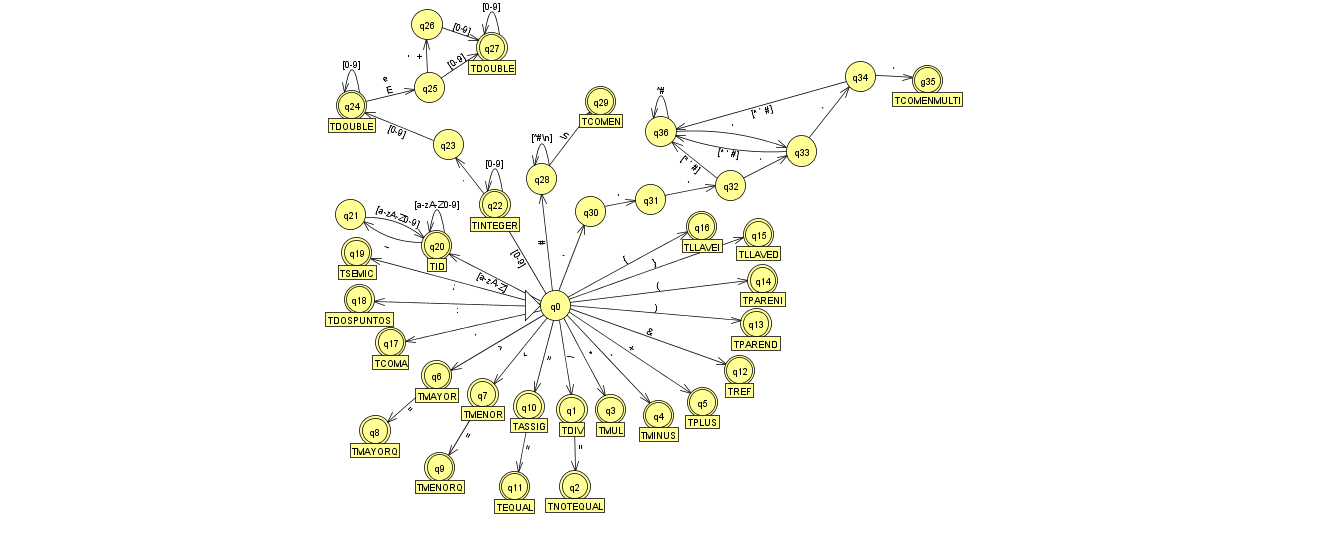 [0-9]
q26
[0-9]
q27
TDOUBLE
[0-9]
+
[0-9]
e
E
q25
q24
TDOUBLE
[0-9]
q23
q29
TCOMEN
\n
^#
q36
q34
g35
TCOMENMULTI
[^ ' #]
q33
[^ ' #]
[^ ' #]
q32
[^#\n]
q28
[0-9]
q22
TINTEGER
q31
q30
q21
[a-zA-Z0-9]
[a-zA-Z0-9]
q20
TID
q16
TLLAVEI
q15
TLLAVED
q19
TSEMIC
#
[0-9]
{
}
[a-zA-Z]
;
(
q14
TPARENI
q18
TDOSPUNTOS
:
q0
)
q13
TPAREND
q17
TCOMA
&
q12
TREF
q6
TMAYOR
q7
TMENOR
q10
TASSIG
q1
TDIV
q3
TMUL
q4
TMINUS
q5
TPLUS
+
*
/
=
>
<
=
q8
TMAYORQ
=
q9
TMENORQ
=
q11
TEQUAL
=
q2
TNOTEQUAL